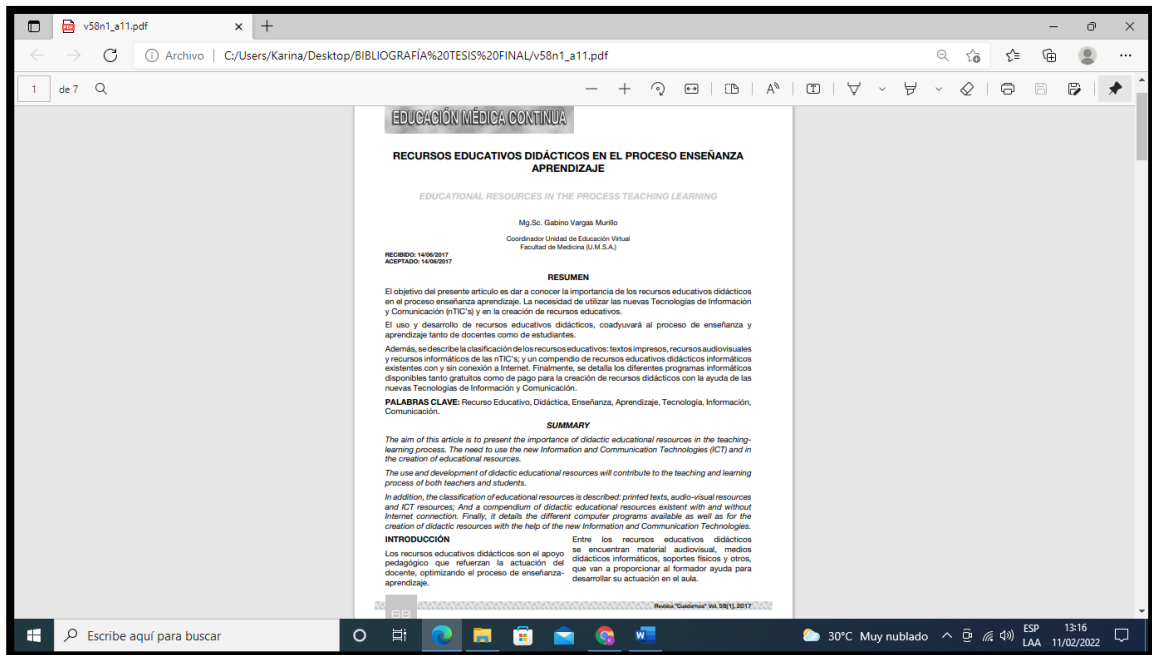 v58n1_a11.pdf
Archivo | C:/Users/Karina/Desktop/BIBLIOGRAFÍA%20TESIS%20FINAL/v58n1_a11.pdf
1 de 7
EDUCACIÓN MÉDICA CONTINUA
RECURSOS EDUCATIVOS DIDÁCTICOS EN EL PROCESO ENSEÑANZA
APRENDIZAJE
EDUCATIONAL RESOURCES IN THE PROCESS TEACHING LEARNING
Mg.Sc. Gabino Vargas Murillo
Coordinador Unidad de Educación Virtual
Facultad de Medicina (U.M.S.A.)
RECIBIDO: 14/06/2017
ACEPTADO: 14/06/2017
RESUMEN
El objetivo del presente artículo es dar a conocer la importancia de los recursos educativos didácticos
en el proceso enseñanza aprendizaje. La necesidad de utilizar las nuevas Tecnologías de Información
y Comunicación (nTIC's) y en la creación de recursos educativos.
El uso y desarrollo de recursos educativos didácticos, coadyuvará al proceso de enseñanza y
aprendizaje tanto de docentes como de estudiantes.
Además, se describe la clasificación de los recursos educativos: textos impresos, recursos audiovisuales
y recursos informáticos de las nTIC's; y un compendio de recursos educativos didácticos informáticos
existentes con y sin conexión a Internet. Finalmente, se detalla los diferentes programas informáticos
disponibles tanto gratuitos como de pago para la creación de recursos didácticos con la ayuda de las
nuevas Tecnologías de Información y Comunicación.
PALABRAS CLAVE: Recurso Educativo, Didáctica, Enseñanza, Aprendizaje, Tecnología, Información,
Comunicación.
SUMMARY
The aim of this article is to present the importance of didactic educational resources in the teaching-
learning process. The need to use the new Information and Communication Technologies (ICT) and in
the creation of educational resources.
The use and development of didactic educational resources will contribute to the teaching and learning
process of both teachers and students.
In addition, the classification of educational resources is described: printed texts, audio-visual resources
and ICT resources; And a compendium of didactic educational resources existent with and without
Internet connection. Finally, it details the different computer programs available as well as for the
creation of didactic resources with the help of the new Information and Communication Technologies.
INTRODUCCIÓN
Los recursos educativos didácticos son el apoyo
pedagógico que refuerzan la actuación del
docente, optimizando el proceso de enseñanza-
aprendizaje.
Entre los recursos educativos didácticos
se encuentran material audiovisual, medios
didácticos informáticos, soportes físicos y otros,
que van a proporcionar al formador ayuda para
desarrollar su actuación en el aula.
68
Revista "Cuadernos" Vol. 58(1), 2017
Escribe aquí para buscar
30°C Muy nublado
ESP
LAA
13:16
11/02/2022